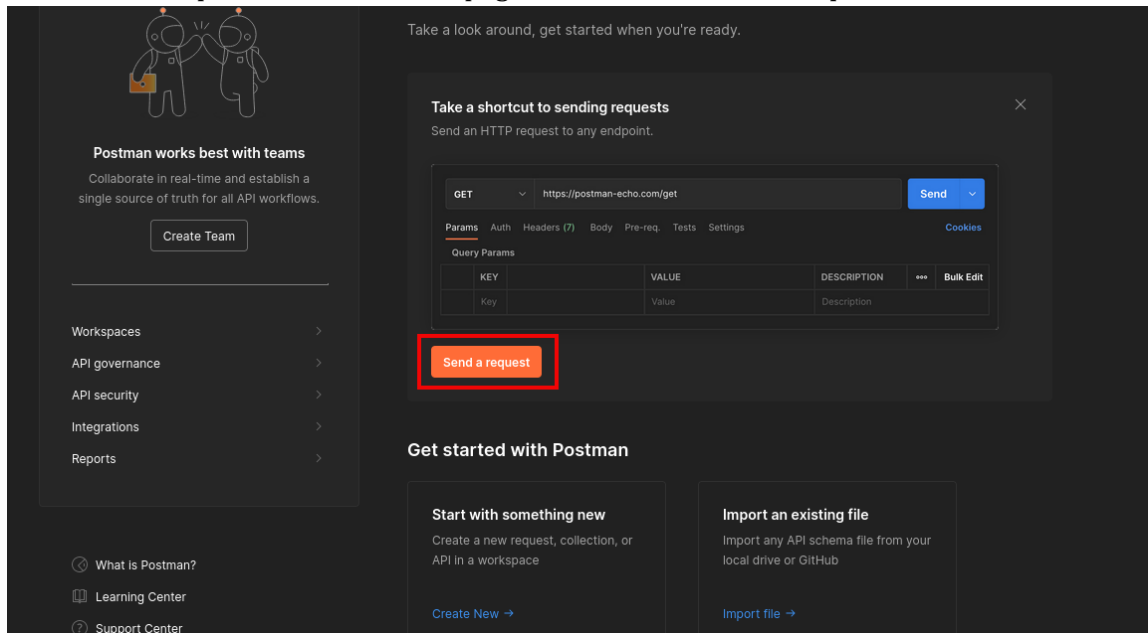 Postman works best with teams
Collaborate in real-time and establish a
single source of truth for all API workflows.
Create Team
Workspaces
API governance
API security
Integrations
Reports
What is Postman?
Learning Center
Support Center
Take a look around, get started when you're ready.
Take a shortcut to sending requests
Send an HTTP request to any endpoint.
GET https://postman-echo.com/get Send
Params Auth Headers (7) Body Pre-req. Tests Settings Cookies
Query Params
KEY VALUE DESCRIPTION Bulk Edit
Key Value Description
Send a request
Get started with Postman
Start with something new
Create a new request, collection, or
API in a workspace
Create New →
Import an existing file
Import any API schema file from your
local drive or GitHub
Import file →